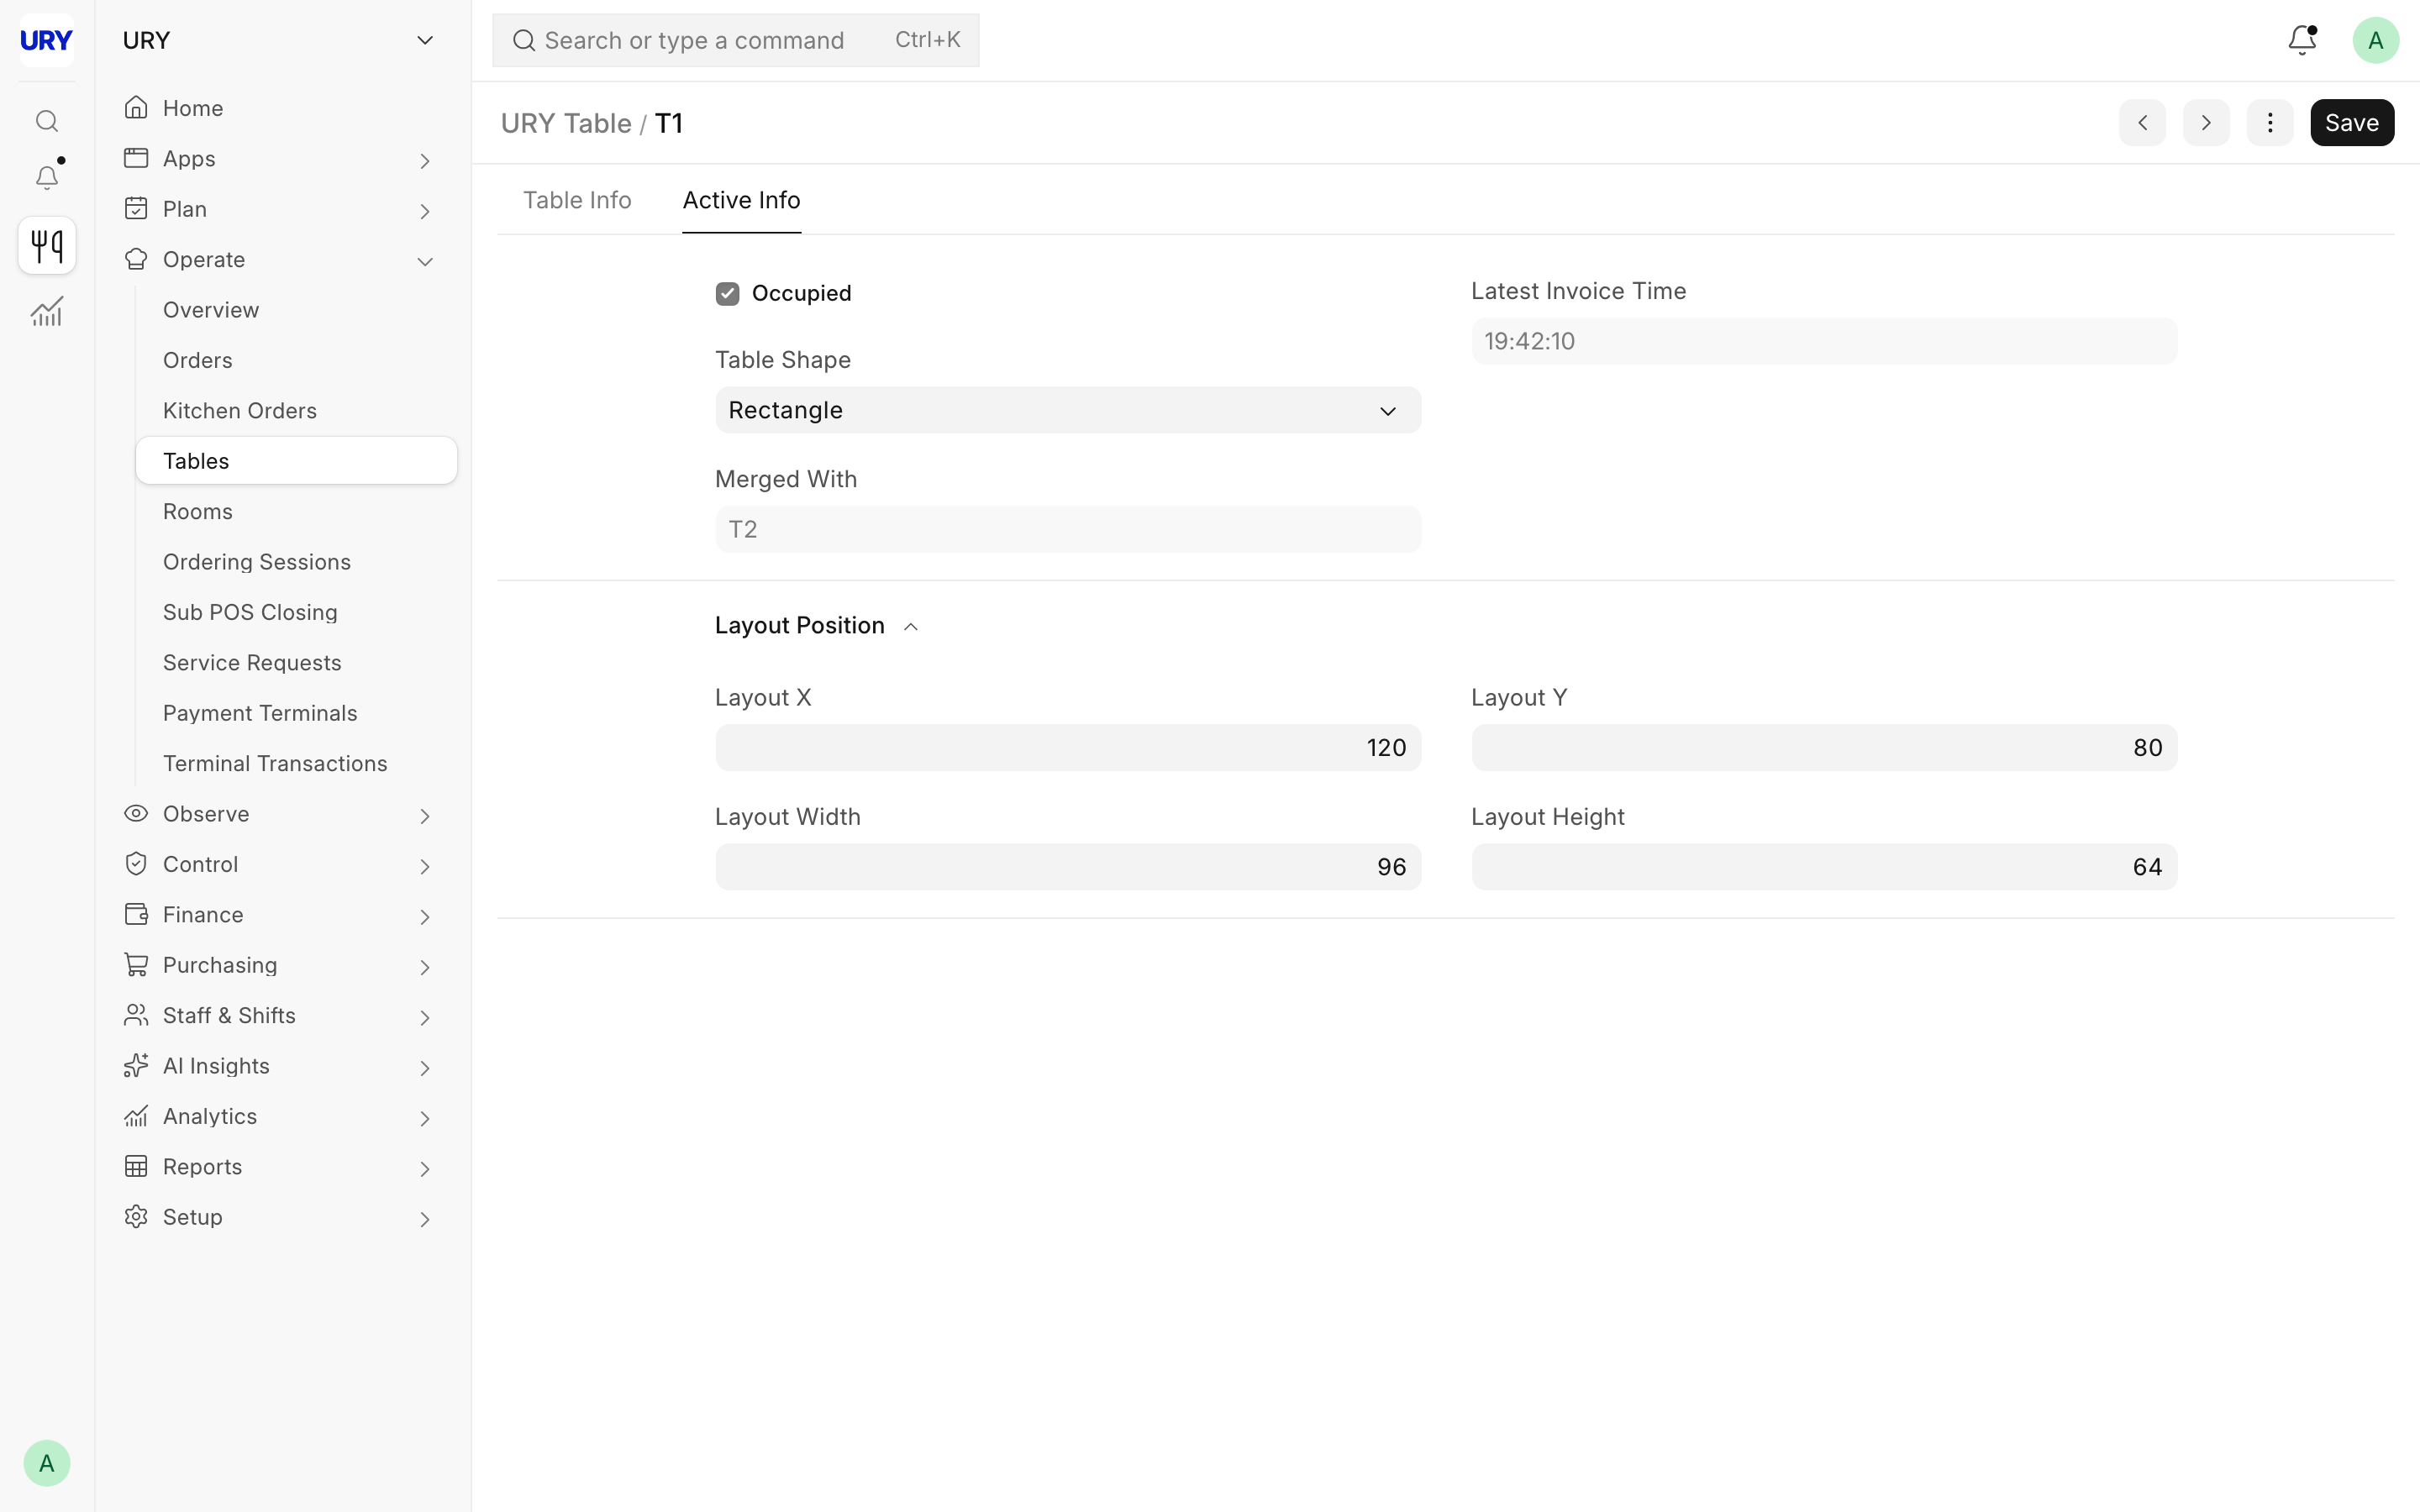 URY
URY
Search or type a command Ctrl+K
A
Home
Apps
Plan
Operate
Overview
Orders
Kitchen Orders
Tables
Rooms
Ordering Sessions
Sub POS Closing
Service Requests
Payment Terminals
Terminal Transactions
Observe
Control
Finance
Purchasing
Staff & Shifts
AI Insights
Analytics
Reports
Setup
A
URY Table / T1
Save
Table Info Active Info
Occupied
Latest Invoice Time
19:42:10
Table Shape
Rectangle
Merged With
T2
Layout Position
Layout X
120
Layout Y
80
Layout Width
96
Layout Height
64